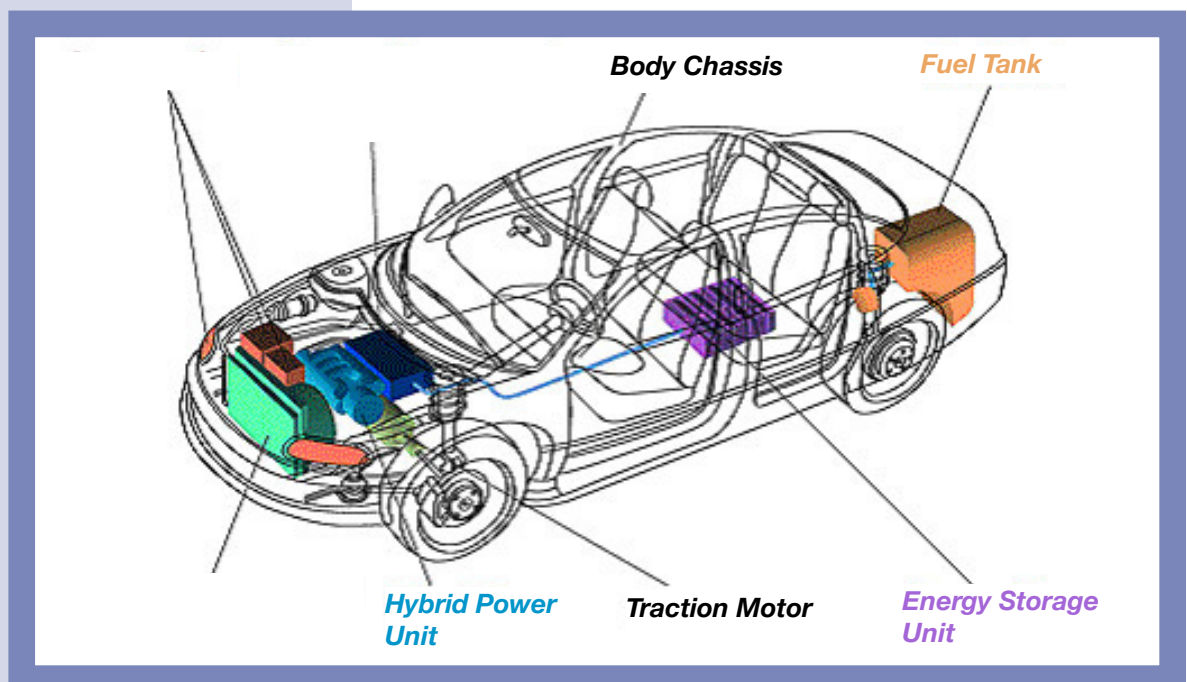 Body Chassis
Fuel Tank
Hybrid Power
Unit
Traction Motor
Energy Storage
Unit